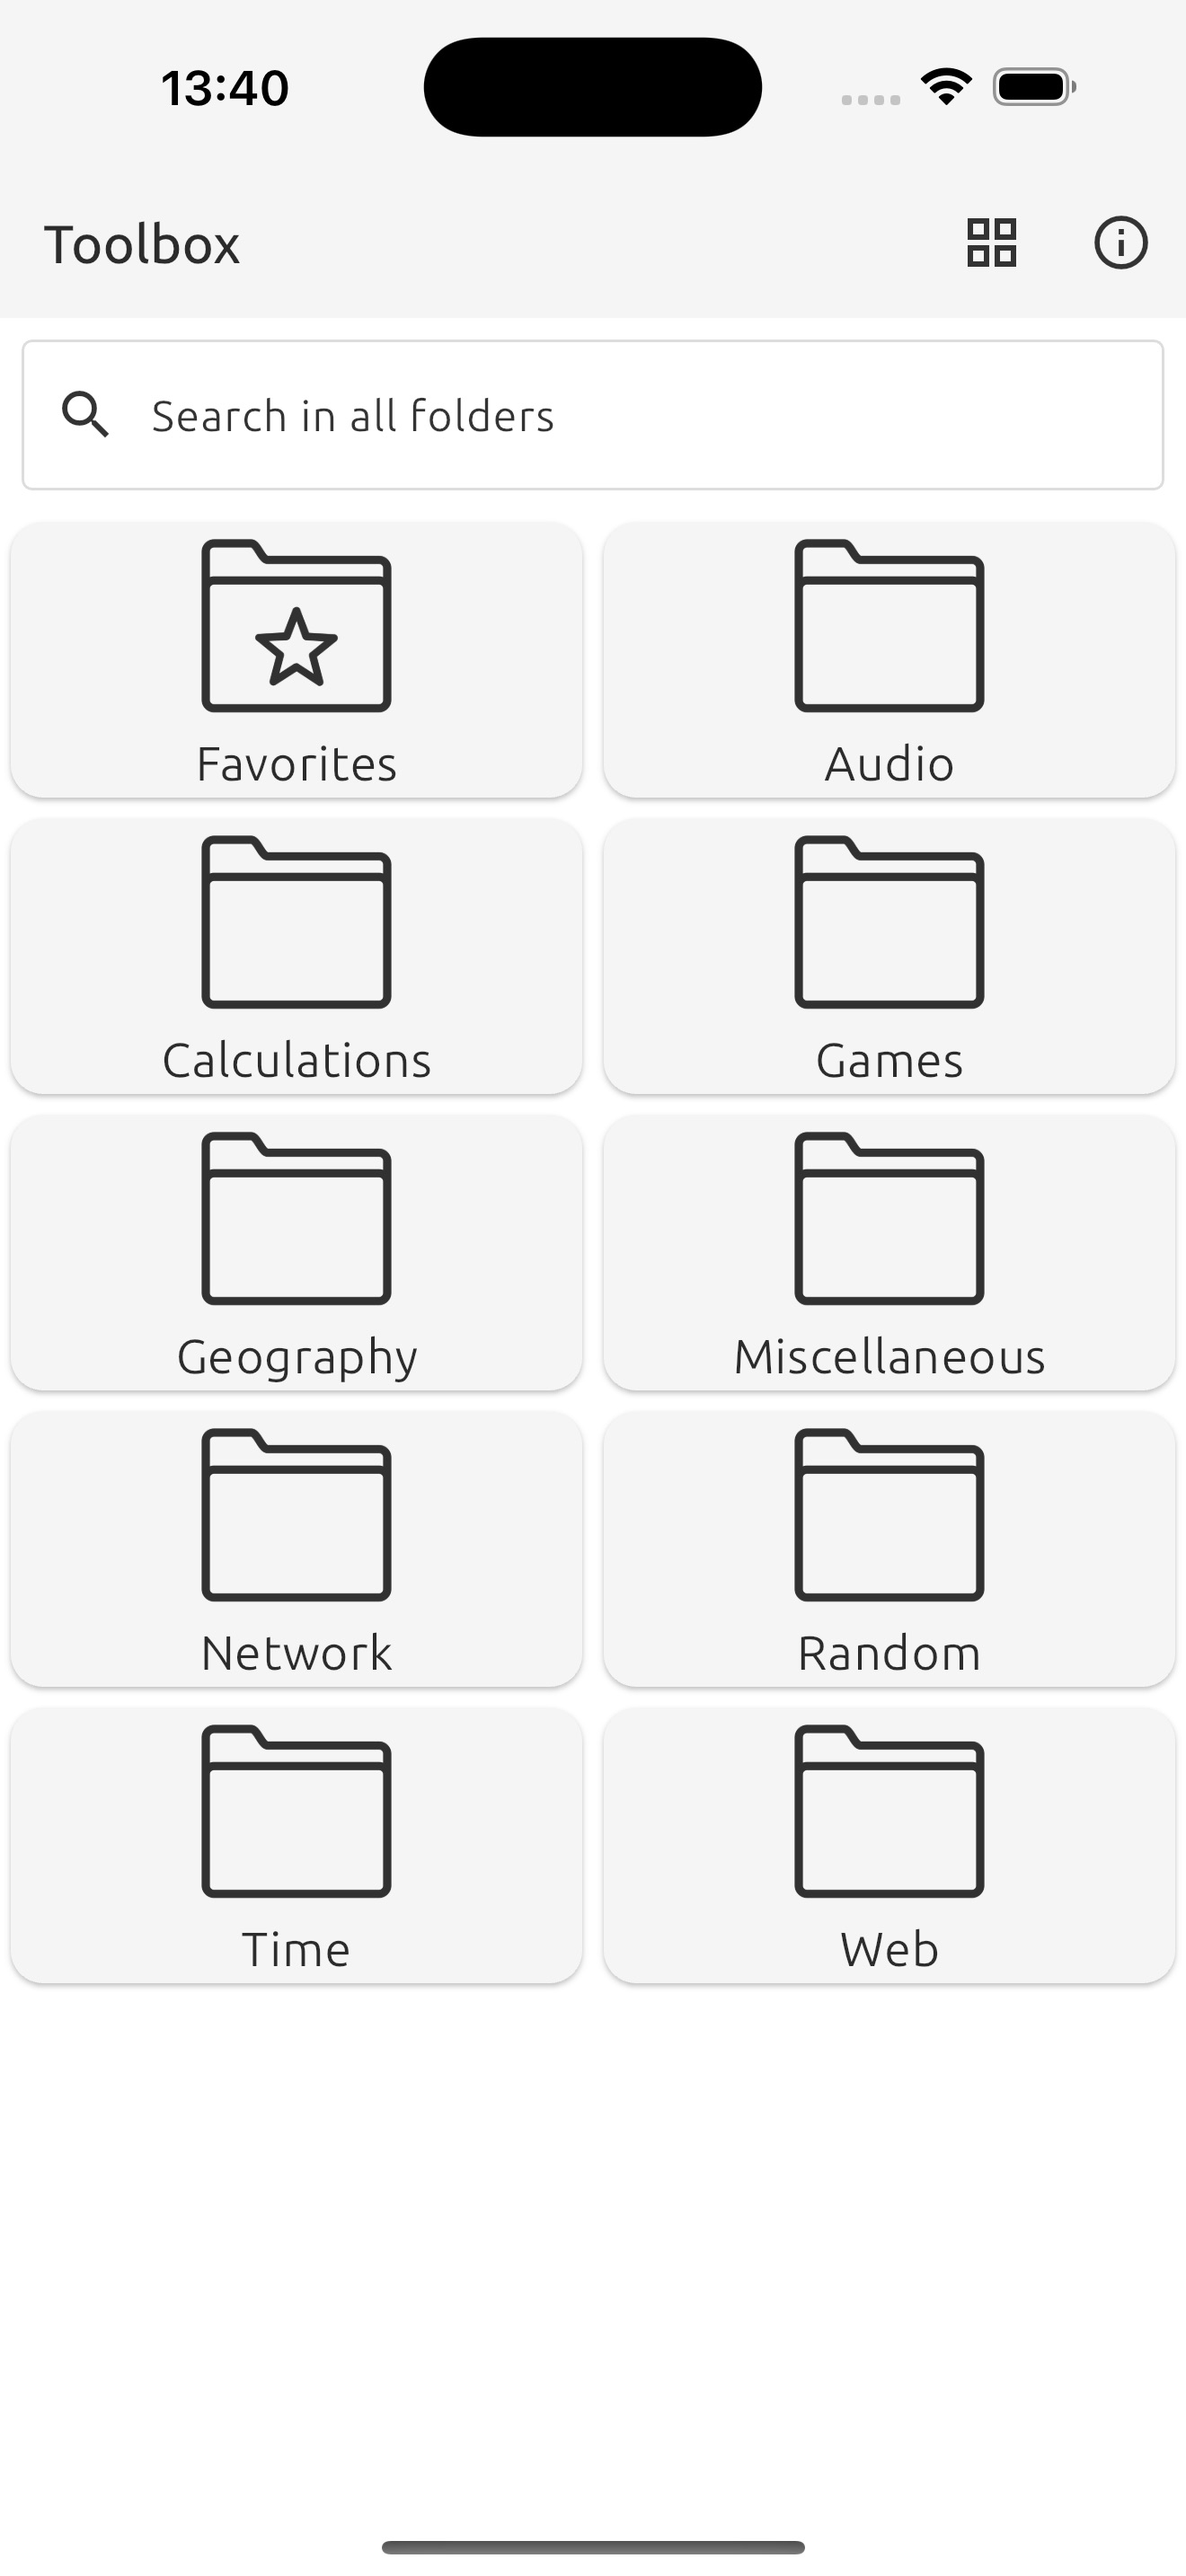 13:40
Toolbox
Search in all folders
Favorites
Audio
Calculations
Games
Geography
Miscellaneous
Network
Random
Time
Web